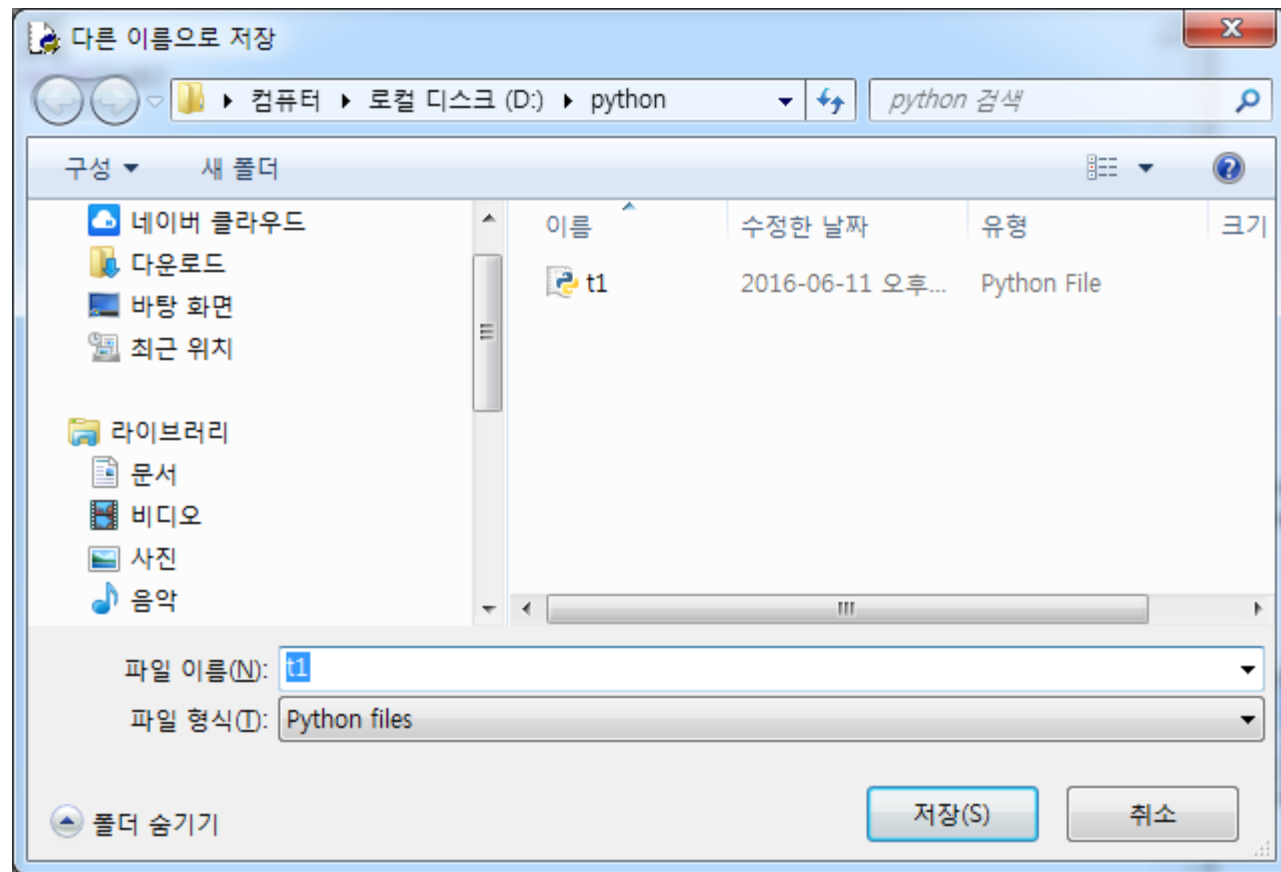 다른 이름으로 저장
컴퓨터 로컬 디스크 (D:) python python 검색
구성 새 폴더
네이버 클라우드
다운로드
바탕 화면
최근 위치
라이브러리
문서
비디오
사진
음악
이름 수정한 날짜 유형 크기
t1 2016-06-11 오후... Python File
파일 이름(N): t1
파일 형식(T): Python files
폴더 숨기기 저장(S) 취소